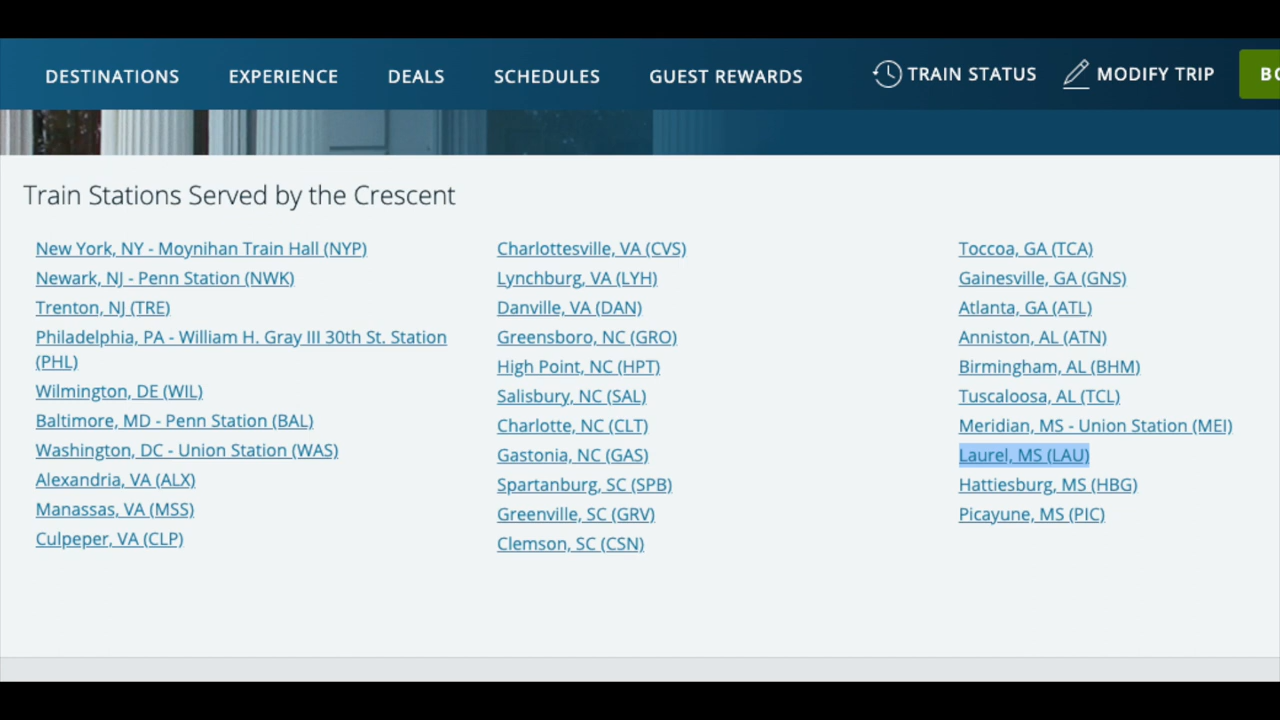 DESTINATIONS EXPERIENCE DEALS SCHEDULES GUEST REWARDS TRAIN STATUS MODIFY TRIP
Train Stations Served by the Crescent
New York, NY - Moynihan Train Hall (NYP)
Newark, NJ - Penn Station (NWK)
Trenton, NJ (TRE)
Philadelphia, PA - William H. Gray III 30th St. Station
(PHL)
Wilmington, DE (WIL)
Baltimore, MD - Penn Station (BAL)
Washington, DC - Union Station (WAS)
Alexandria, VA (ALX)
Manassas, VA (MSS)
Culpeper, VA (CLP)
Charlottesville, VA (CVS)
Lynchburg, VA (LYH)
Danville, VA (DAN)
Greensboro, NC (GRO)
High Point, NC (HPT)
Salisbury, NC (SAL)
Charlotte, NC (CLT)
Gastonia, NC (GAS)
Spartanburg, SC (SPB)
Greenville, SC (GRV)
Clemson, SC (CSN)
Toccoa, GA (TCA)
Gainesville, GA (GNS)
Atlanta, GA (ATL)
Anniston, AL (ATN)
Birmingham, AL (BHM)
Tuscaloosa, AL (TCL)
Meridian, MS - Union Station (MEI)
Laurel, MS (LAU)
Hattiesburg, MS (HBG)
Picayune, MS (PIC)